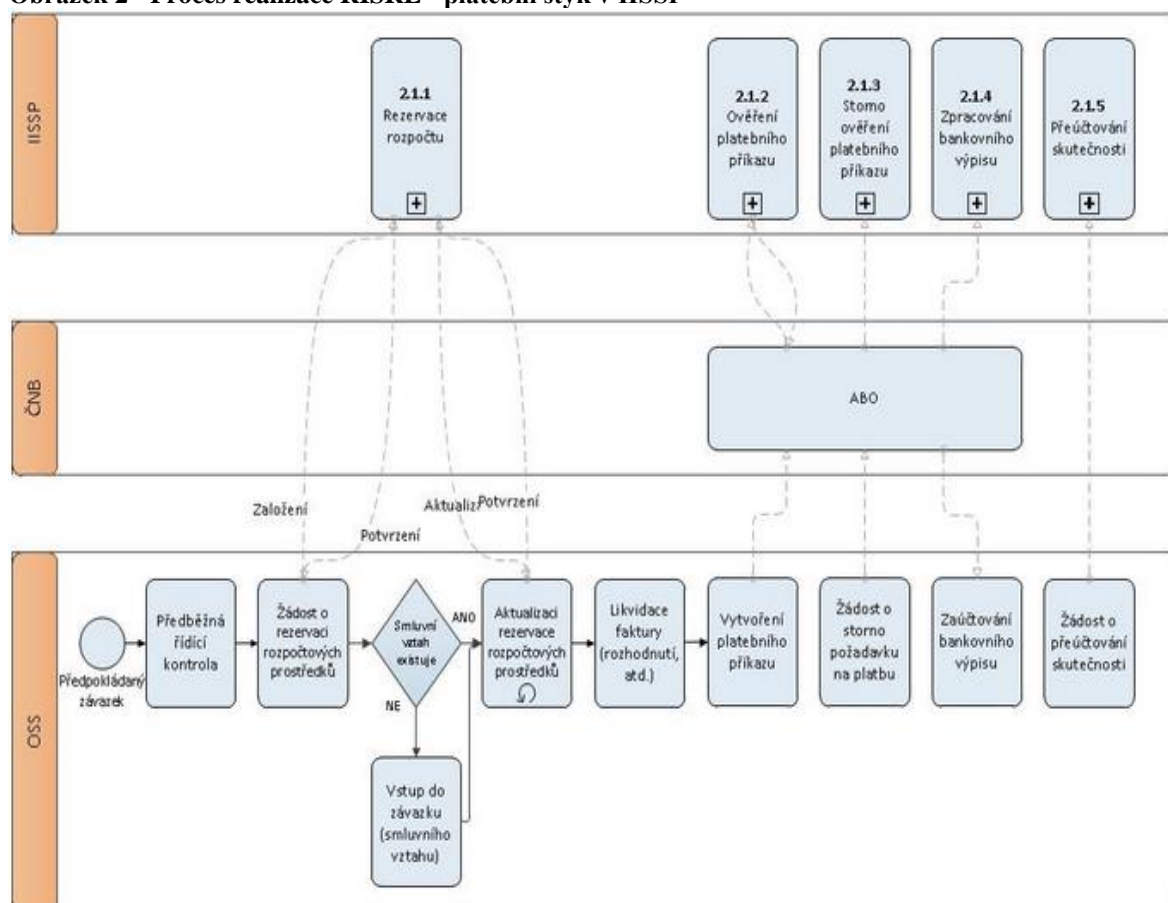 Obrázek 2 - Proces realizace RISRE - platební styk v IISSP
IISSP
2.1.1
Rezervace
rozpočtu
2.1.2
Ověření
platebního
příkazu
2.1.3
Storno
ověření
platebního
příkazu
2.1.4
Zpracování
bankovního
výpisu
2.1.5
Přeúčtování
skutečnosti
ČNB
ABO
Založení
Potvrzení
Aktualiz
Potvrzení
OSS
Předpokládaný
závazek
Předběžná
řídící
kontrola
Žádost o
rezervaci
rozpočtových
prostředků
Smluvní
vztah
existuje
ANO
NE
Aktualizaci
rezervace
rozpočtových
prostředků
Likvidace
faktury
(rozhodnutí,
atd.)
Vytvoření
platebního
příkazu
Žádost o
storno
požadavku
na platbu
Zaúčtování
bankovního
výpisu
Žádost o
přeúčtování
skutečnosti
Vstup do
závazku
(smluvního
vztahu)